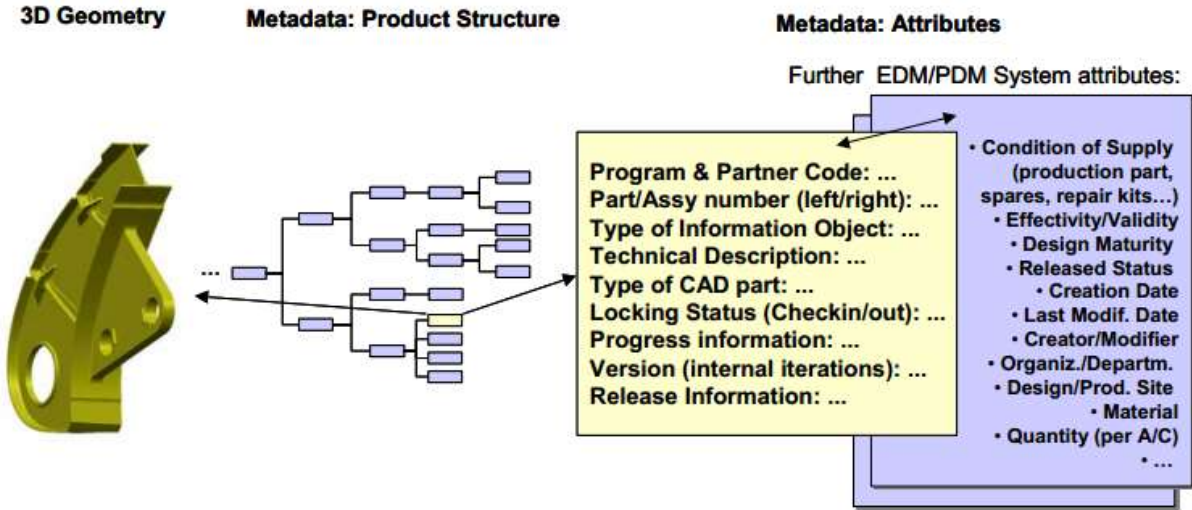 3D Geometry
Metadata: Product Structure
Metadata: Attributes
Further EDM/PDM System attributes:
...
Program & Partner Code: ...
Part/Assy number (left/right): ...
Type of Information Object: ...
Technical Description: ...
Type of CAD part: ...
Locking Status (Checkin/out): ...
Progress information: ...
Version (internal iterations): ...
Release Information: ...
• Condition of Supply
(production part,
spares, repair kits...)
• Effectivity/Validity
• Design Maturity
• Released Status
• Creation Date
• Last Modif. Date
• Creator/Modifier
• Organiz./Departm.
• Design/Prod. Site
• Material
• Quantity (per A/C)
• ...